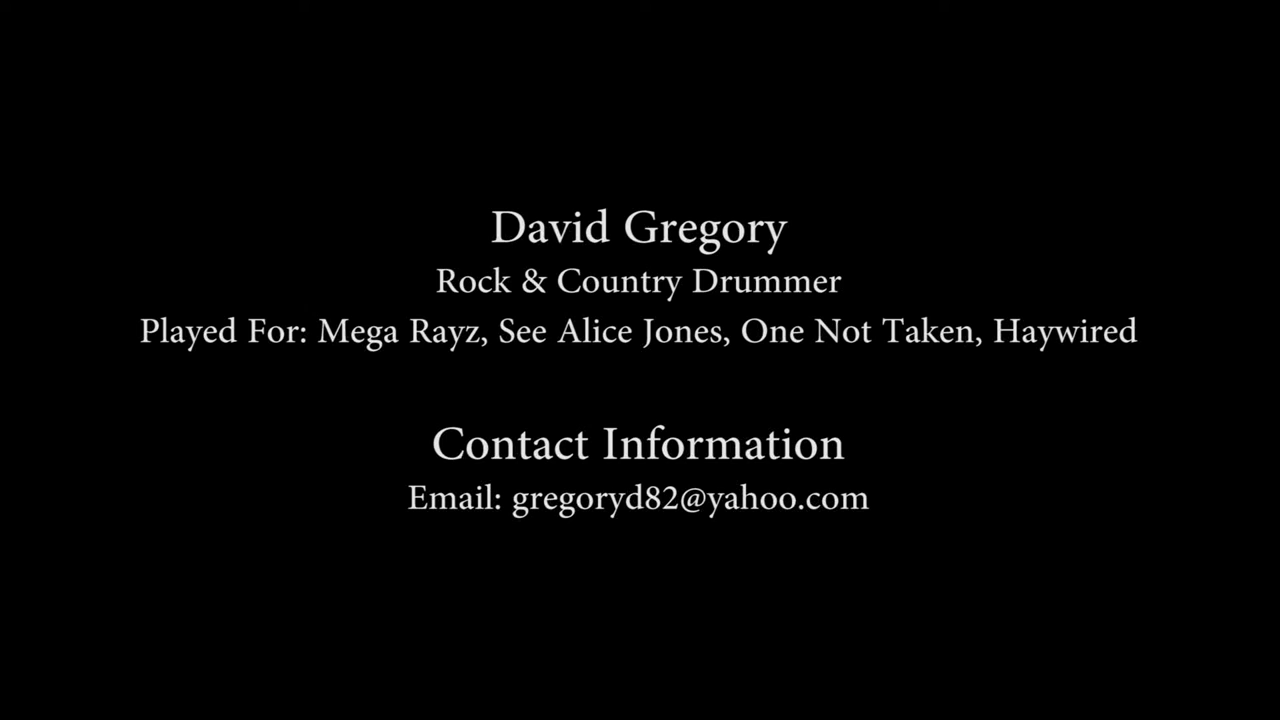 David Gregory
Rock & Country Drummer
Played For: Mega Rayz, See Alice Jones, One Not Taken, Haywired
Contact Information
Email: gregoryd82@yahoo.com